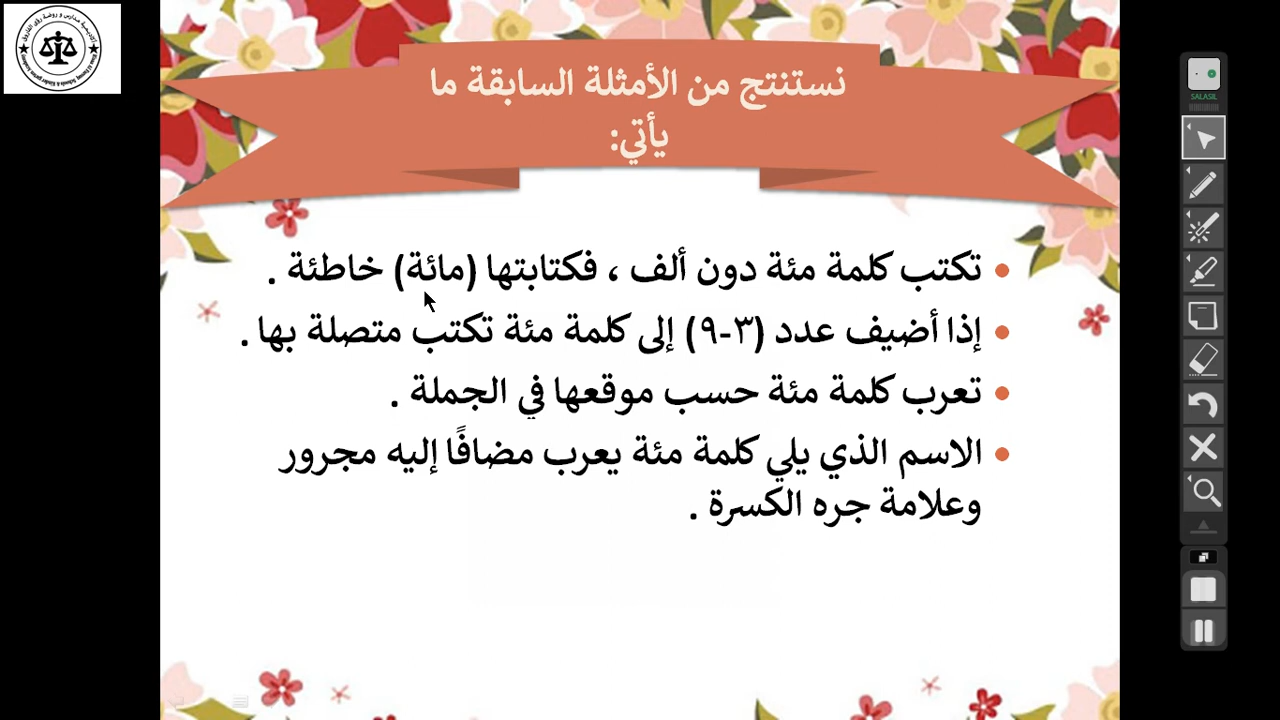 نستنتج من الأمثلة السابقة ما
يأتي:
• تكتب كلمة مئة دون ألف ، فكتابتها (مائة) خاطئة .
• إذا أضيف عدد (٣-٩) إلى كلمة مئة تكتب متصلة بها .
• تعرب كلمة مئة حسب موقعها في الجملة .
• الاسم الذي يلي كلمة مئة يعرب مضافًا إليه مجرور
وعلامة جره الكسرة .
SALASIL